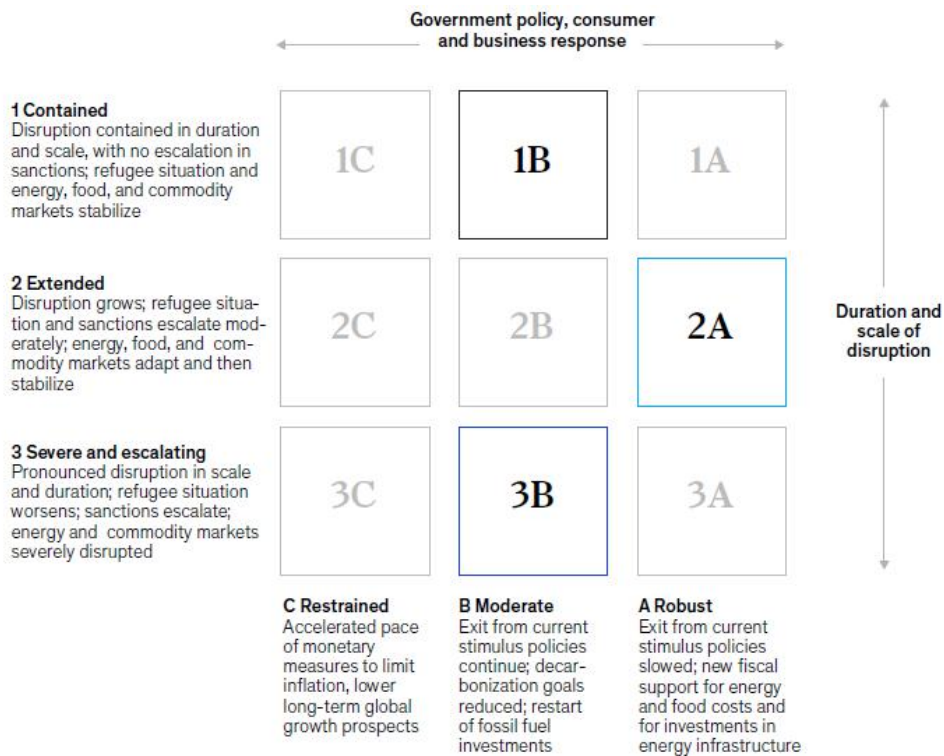 Government policy, consumer
and business response
1 Contained
Disruption contained in duration
and scale, with no escalation in
sanctions; refugee situation and
energy, food, and commodity
markets stabilize
1C
1B
1A
2 Extended
Disruption grows; refugee situa-
tion and sanctions escalate mod-
erately; energy, food, and com-
modity markets adapt and then
stabilize
2C
2B
2A
Duration and
scale of
disruption
3 Severe and escalating
Pronounced disruption in scale
and duration; refugee situation
worsens; sanctions escalate;
energy and commodity markets
severely disrupted
3C
3B
3A
C Restrained
Accelerated pace
of monetary
measures to limit
inflation, lower
long-term global
growth prospects
B Moderate
Exit from current
stimulus policies
continue; decar-
bonization goals
reduced; restart
of fossil fuel
investments
A Robust
Exit from current
stimulus policies
slowed; new fiscal
support for energy
and food costs and
for investments in
energy infrastructure